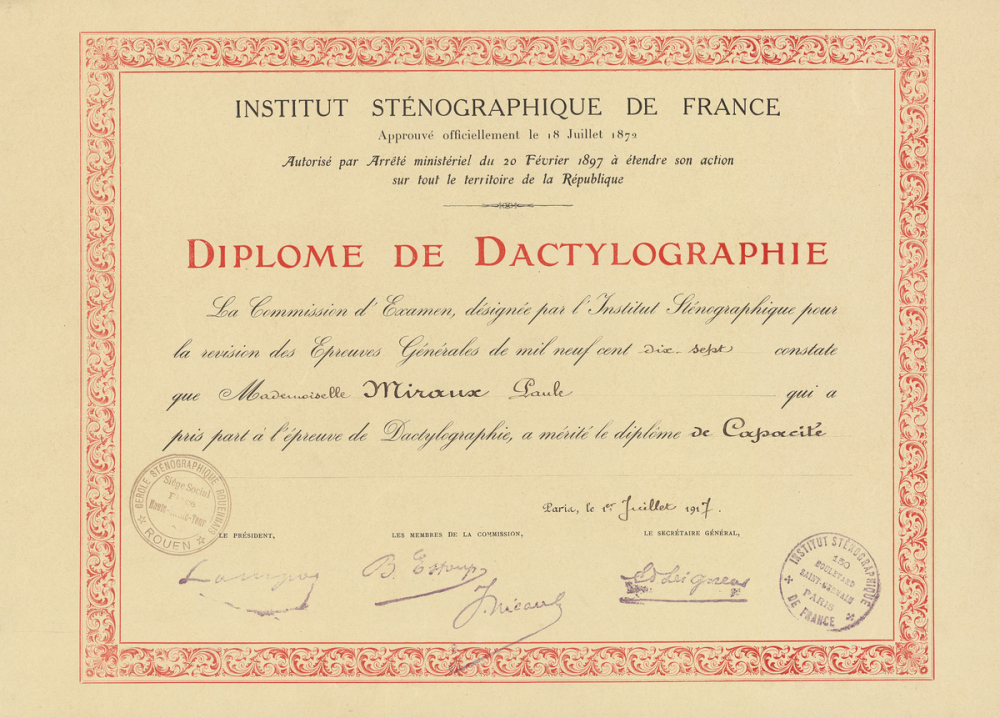 INSTITUT STÉNOGRAPHIQUE DE FRANCE
Approuvé officiellement le 18 Juillet 1872
Autorisé par Arrêté ministériel du 20 Février 1897 à étendre son action
sur tout le territoire de la République
DIPLOME DE DACTYLOGRAPHIE
La Commission d'Examen, désignée par l'Institut Sténographique pour
la revision des Epreuves Générales de mil neuf cent dix-sept constate
que Mademoiselle Miraux Paule qui a
pris part à l'épreuve de Dactylographie, a mérité le diplôme de Capacité
Paris, le 1er Juillet 1917.
CERCLE STÉNOGRAPHIQUE ROUENNAIS
Siège Social
ROUEN
LE PRÉSIDENT,
LES MEMBRES DE LA COMMISSION,
LE SECRÉTAIRE GÉNÉRAL,
B. Estoup
INSTITUT STÉNOGRAPHIQUE
150
BOULEVARD
SAINT-GERMAIN
PARIS
DE FRANCE